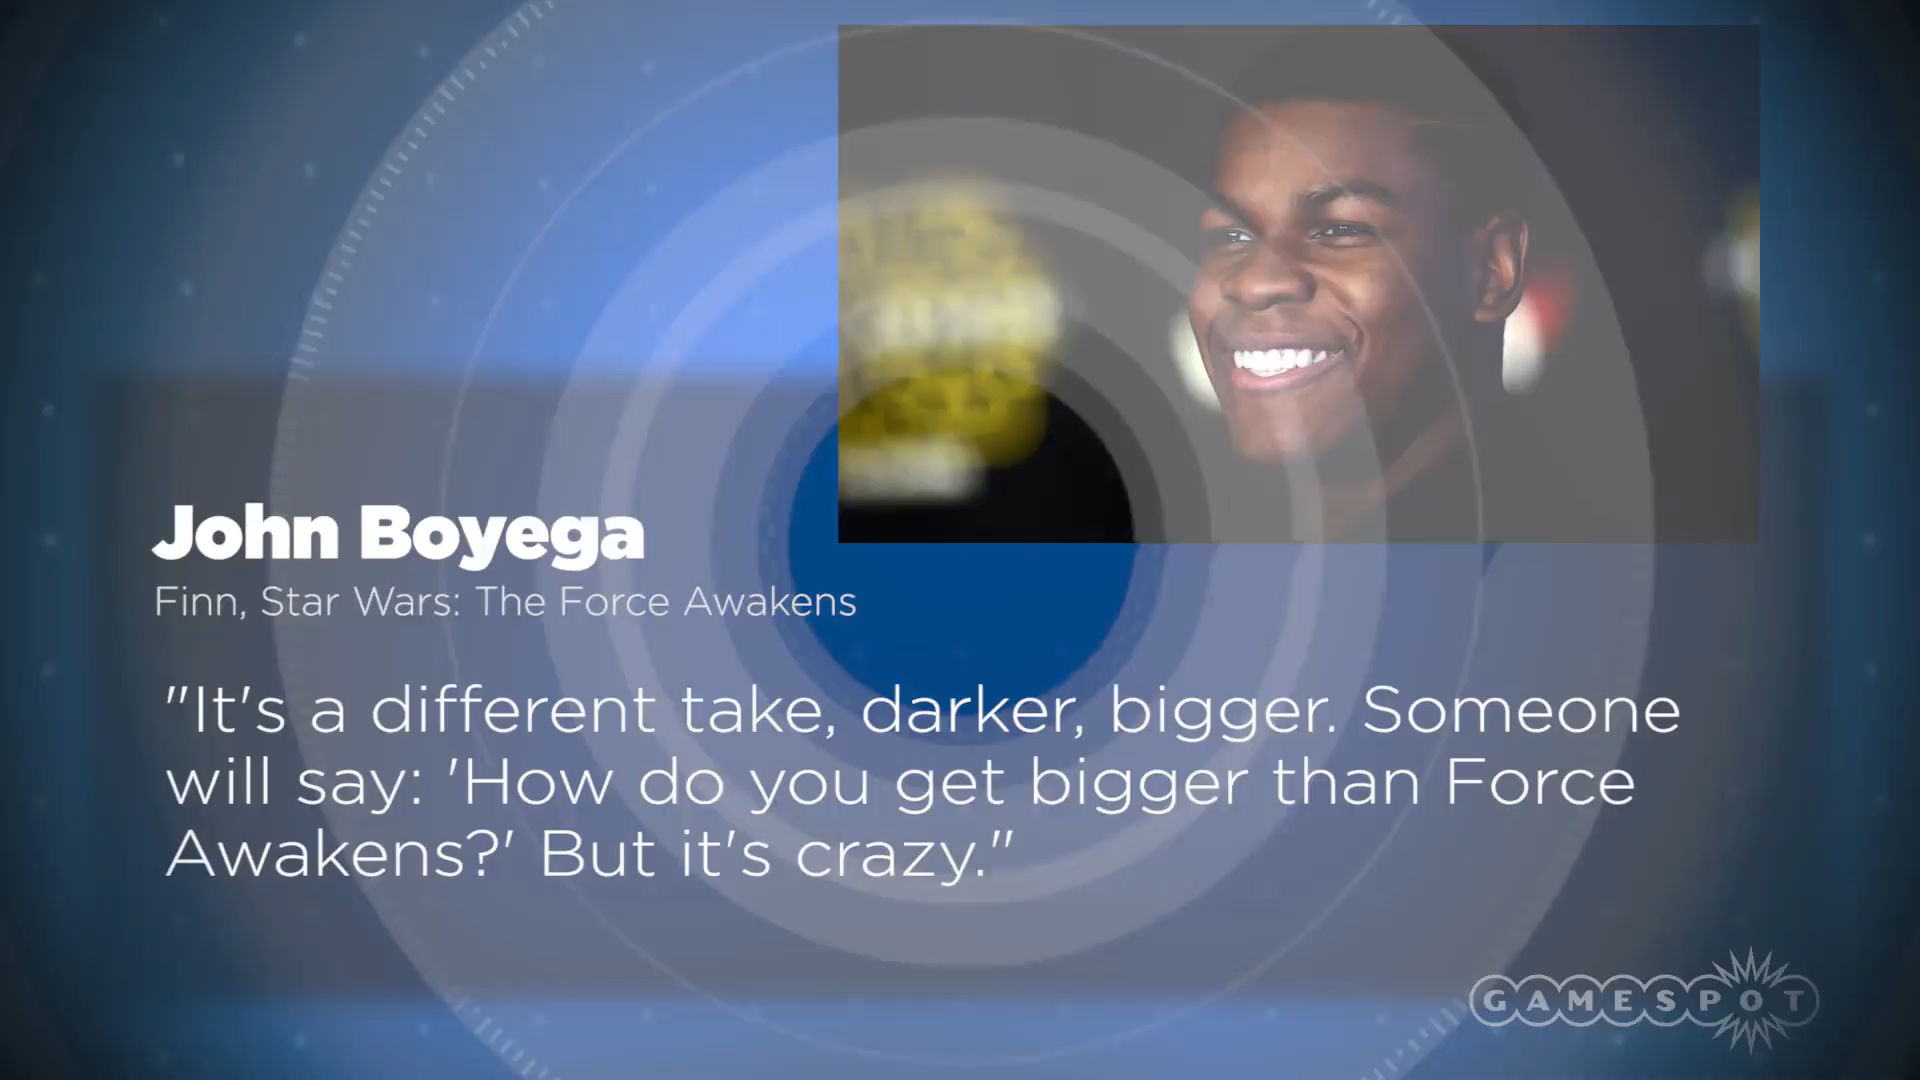 John Boyega
Finn, Star Wars: The Force Awakens
"It's a different take, darker, bigger. Someone
will say: 'How do you get bigger than Force
Awakens?' But it's crazy."
GAMESPOT